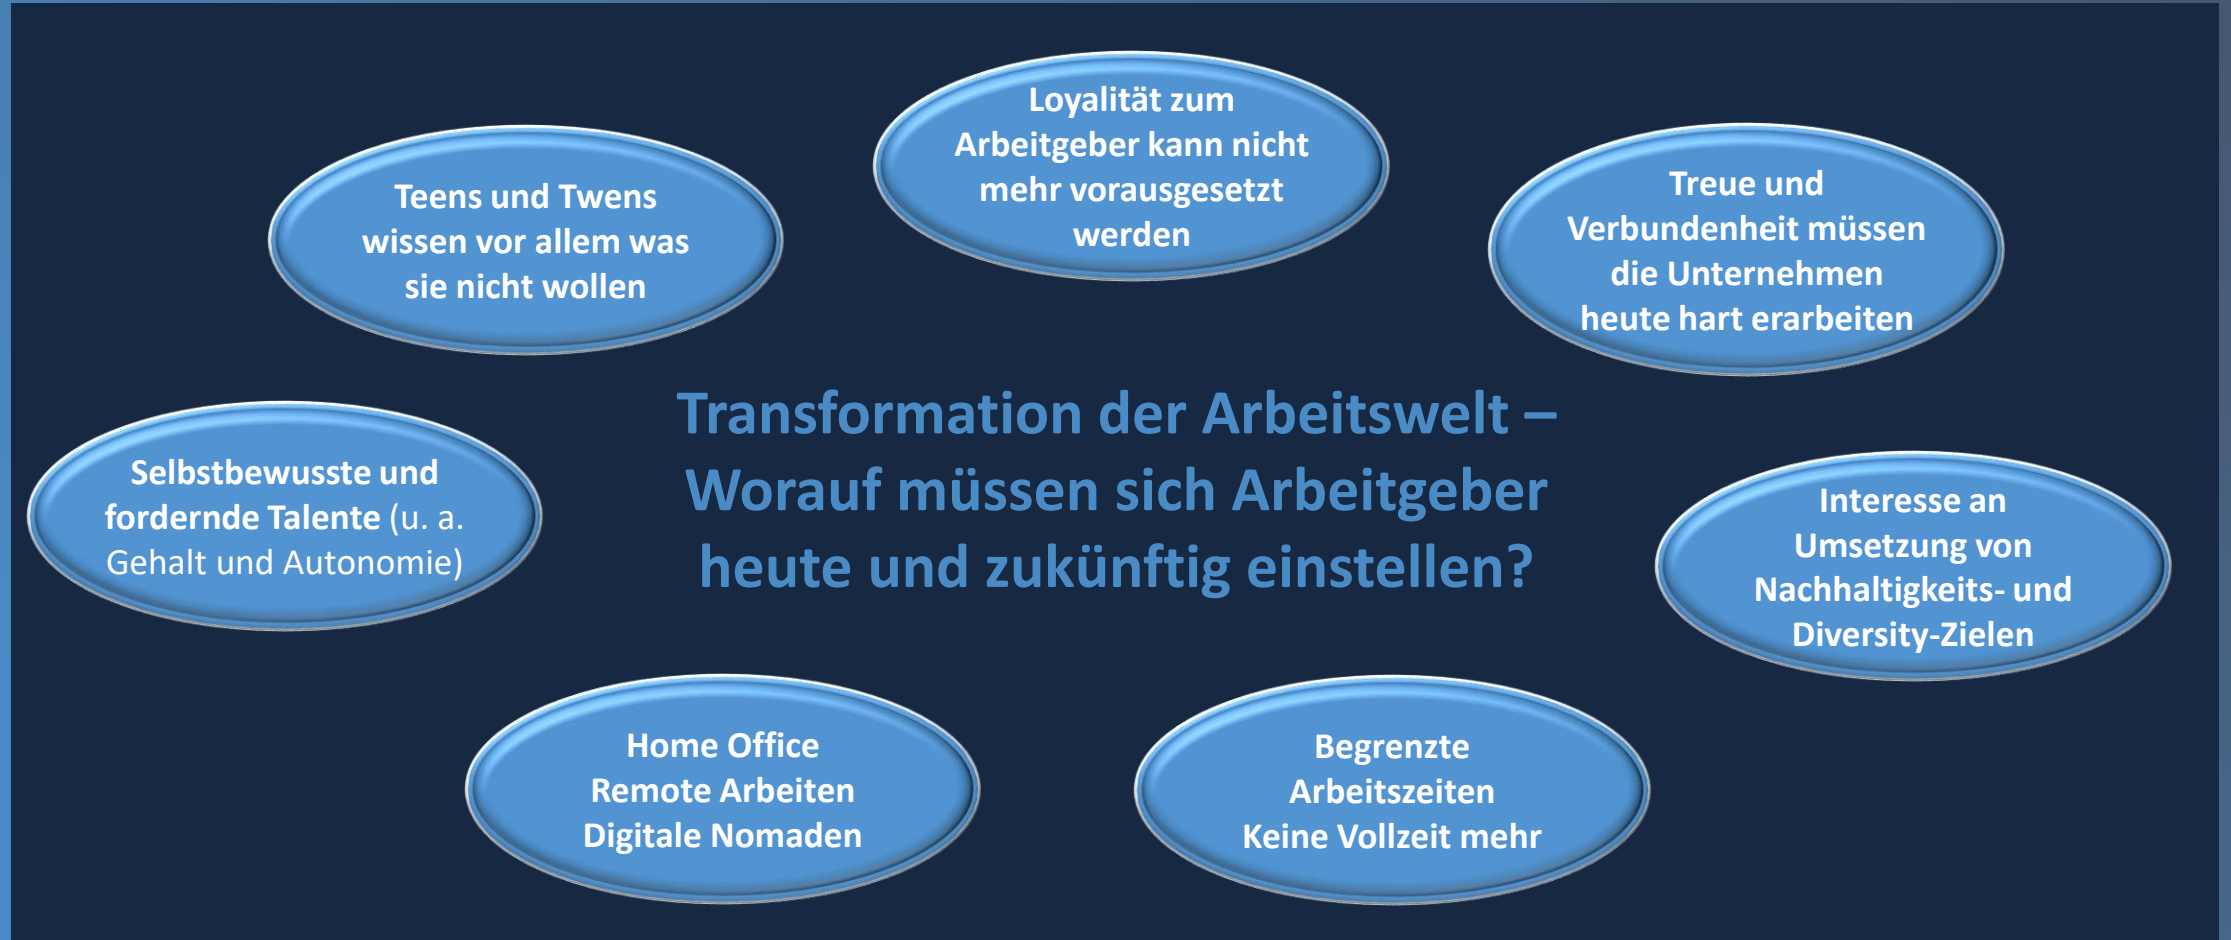 Loyalität zum
Arbeitgeber kann nicht
mehr vorausgesetzt
werden
Teens und Twens
wissen vor allem was
sie nicht wollen
Treue und
Verbundenheit müssen
die Unternehmen
heute hart erarbeiten
Transformation der Arbeitswelt –
Worauf müssen sich Arbeitgeber
heute und zukünftig einstellen?
Selbstbewusste und
fordernde Talente (u. a.
Gehalt und Autonomie)
Interesse an
Umsetzung von
Nachhaltigkeits- und
Diversity-Zielen
Home Office
Remote Arbeiten
Digitale Nomaden
Begrenzte
Arbeitszeiten
Keine Vollzeit mehr